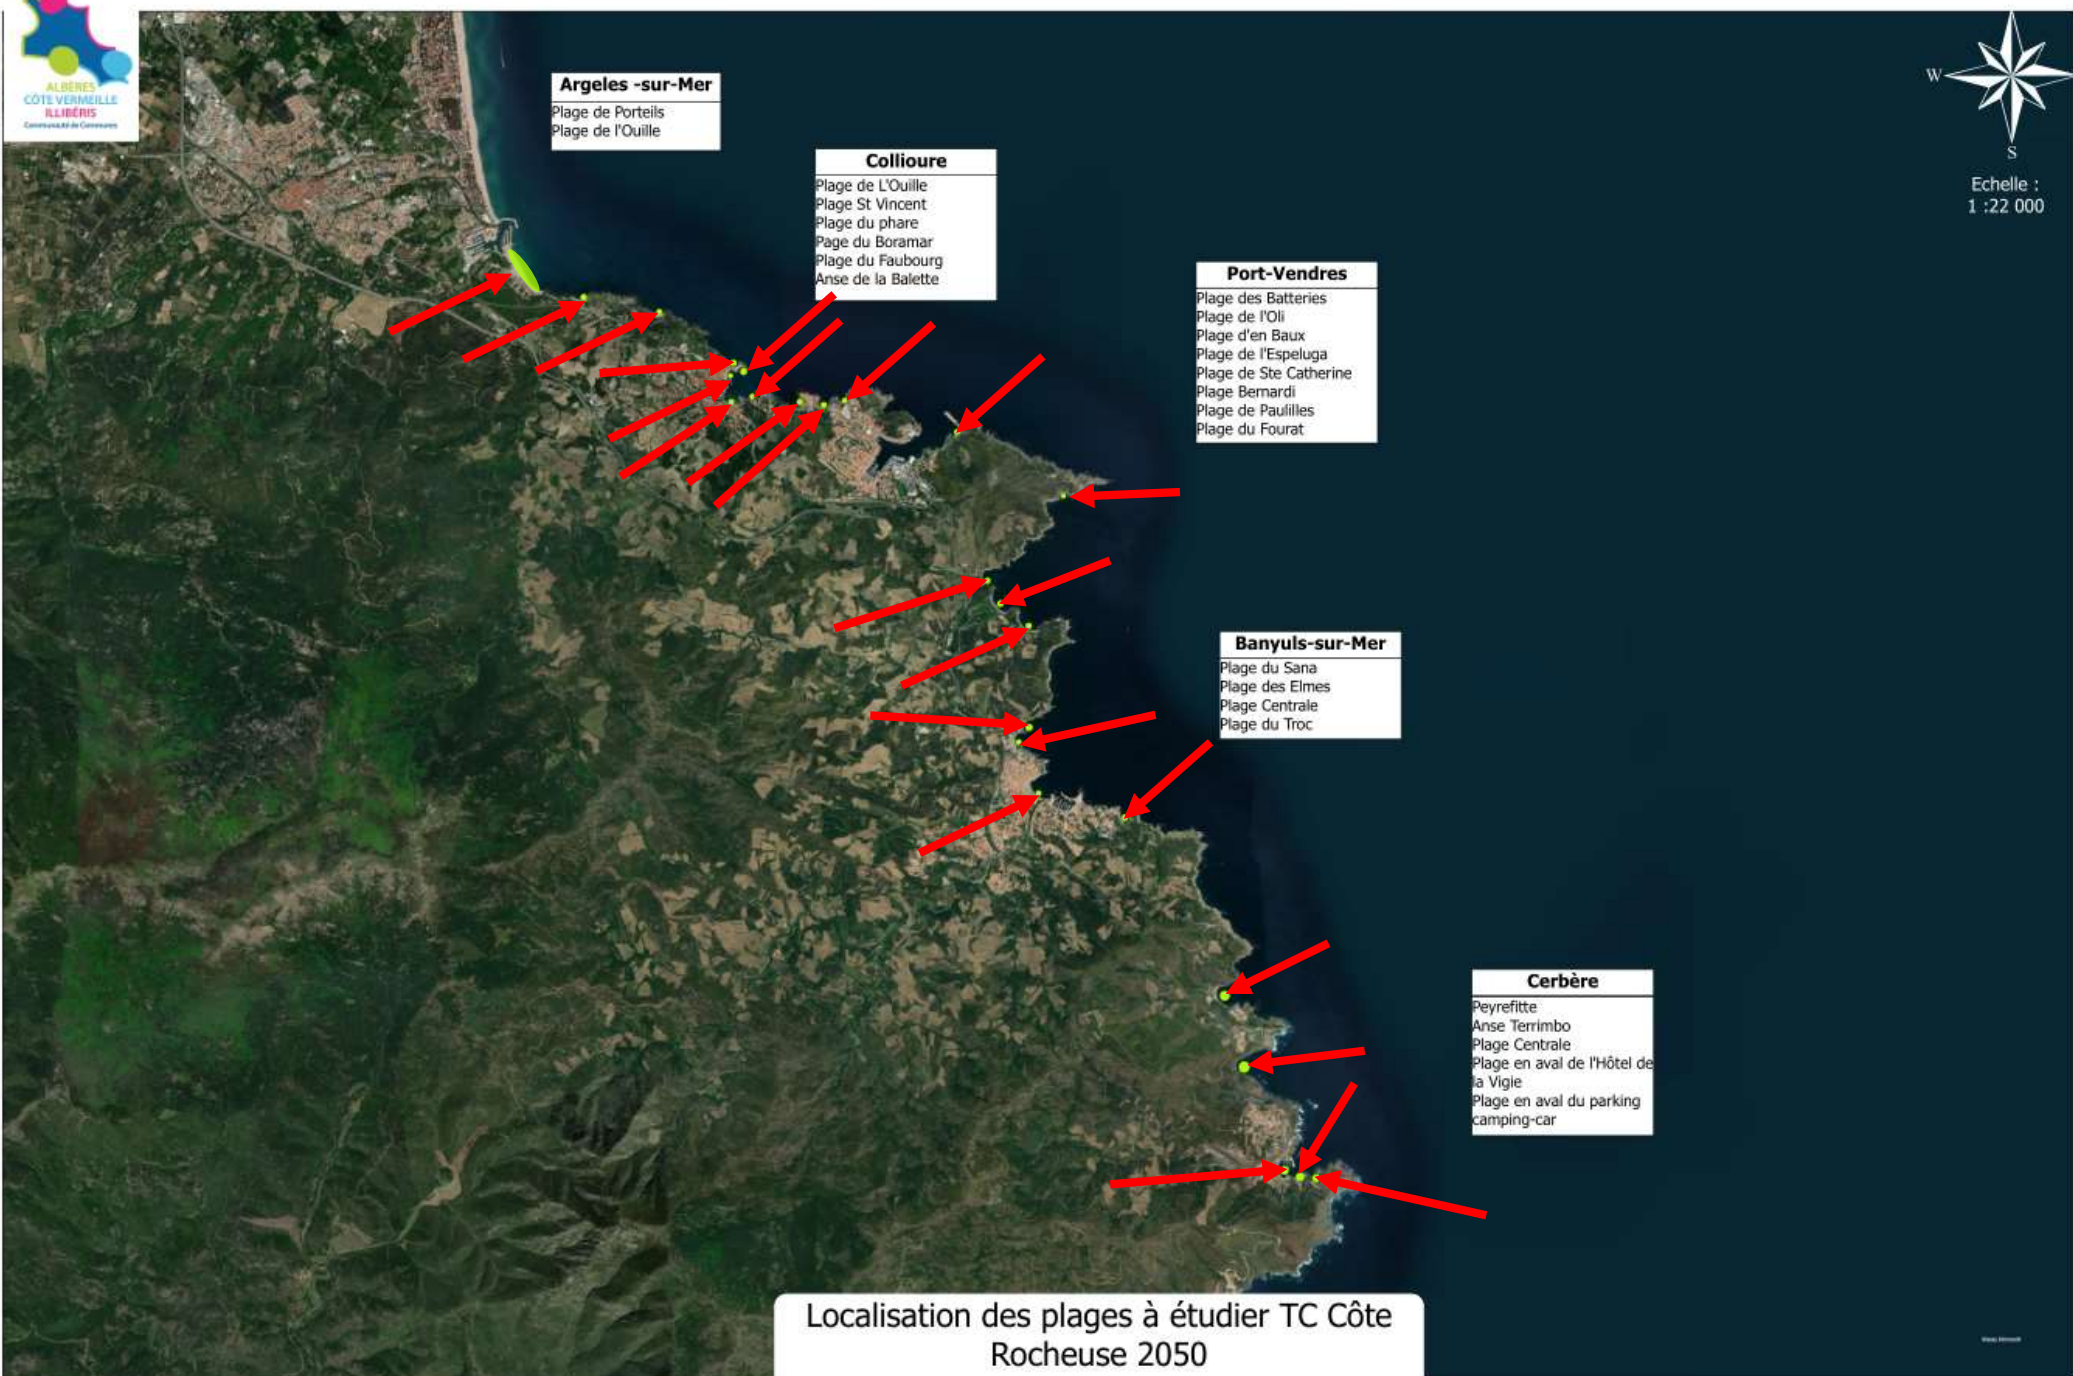 ALBÈRES
CÔTE VERMEILLE
ILLIBÉRIS
Communauté de Communes
Argeles -sur-Mer
Plage de Porteils
Plage de l'Ouille
Collioure
Plage de L'Ouille
Plage St Vincent
Plage du phare
Page du Boramar
Plage du Faubourg
Anse de la Balette
W
S
Echelle :
1 :22 000
Port-Vendres
Plage des Batteries
Plage de l'Oli
Plage d'en Baux
Plage de l'Espeluga
Plage de Ste Catherine
Plage Bernardi
Plage de Paulilles
Plage du Fourat
Banyuls-sur-Mer
Plage du Sana
Plage des Elmes
Plage Centrale
Plage du Troc
Cerbère
Peyrefitte
Anse Terrimbo
Plage Centrale
Plage en aval de l'Hôtel de
la Vigie
Plage en aval du parking
camping-car
Localisation des plages à étudier TC Côte
Rocheuse 2050